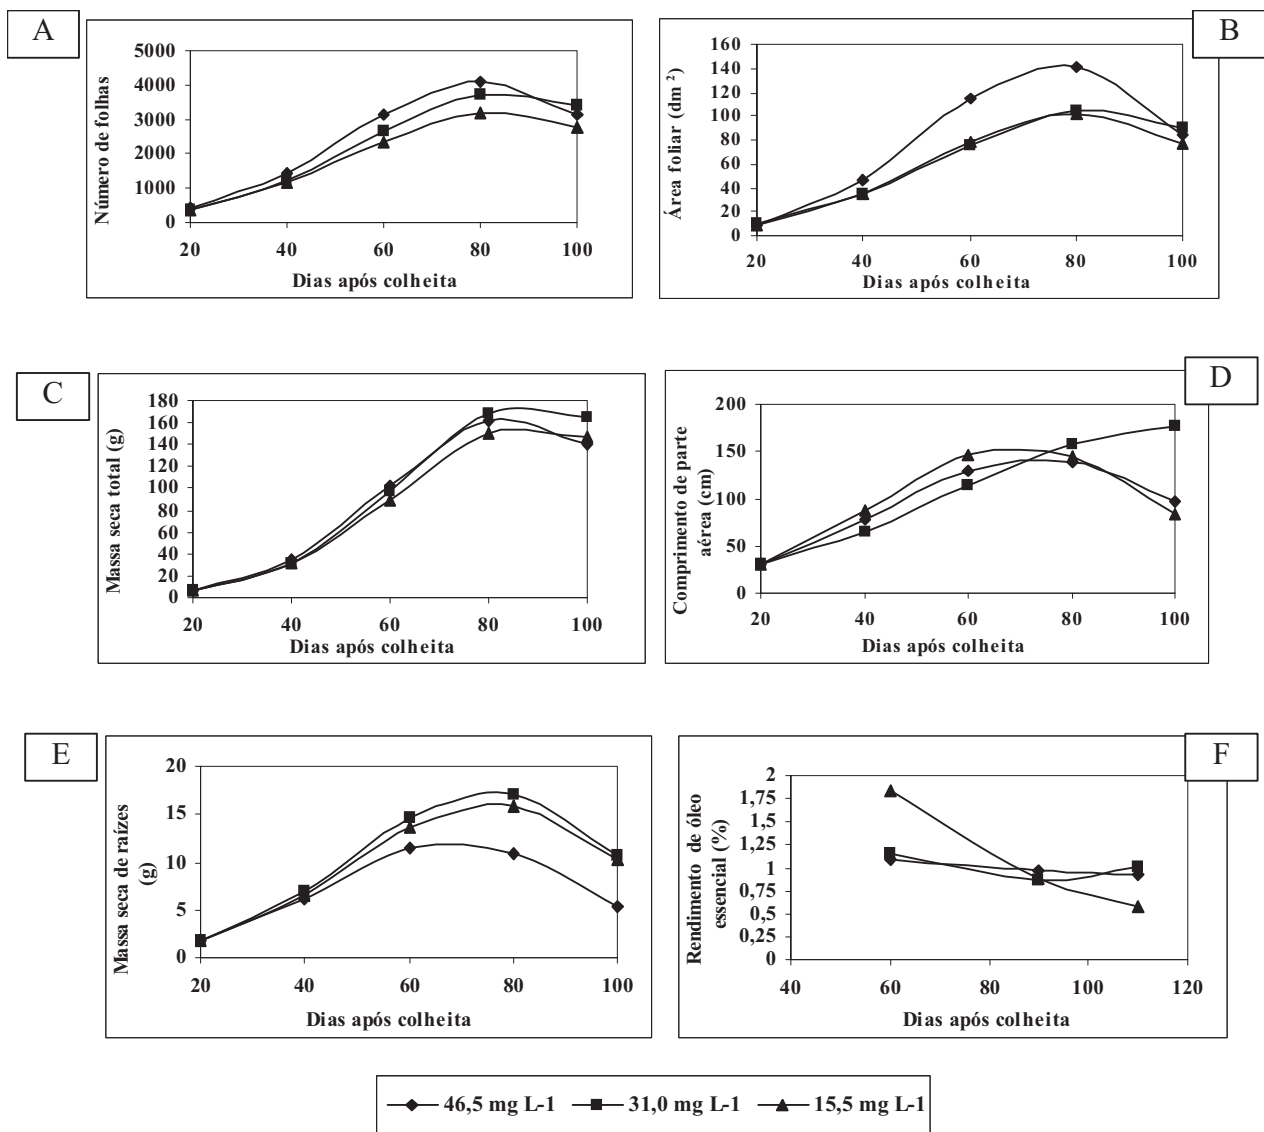 A
Número de folhas
5000
4000
3000
2000
1000
0
20 40 60 80 100
Dias após colheita
B
Área foliar (dm ²)
160
140
120
100
80
60
40
20
0
20 40 60 80 100
Dias após colheita
C
Massa seca total (g)
180
160
140
120
100
80
60
40
20
0
20 40 60 80 100
Dias após colheita
D
Comprimento de parte
aérea (cm)
200
150
100
50
0
20 40 60 80 100
Dias após colheita
E
Massa seca de raízes
(g)
20
15
10
5
0
20 40 60 80 100
Dias após colheita
F
Rendimento de óleo
essencial (%)
2
1,75
1,5
1,25
1
0,75
0,5
0,25
0
40 60 80 100 120
Dias após colheita
46,5 mg L-1 31,0 mg L-1 15,5 mg L-1